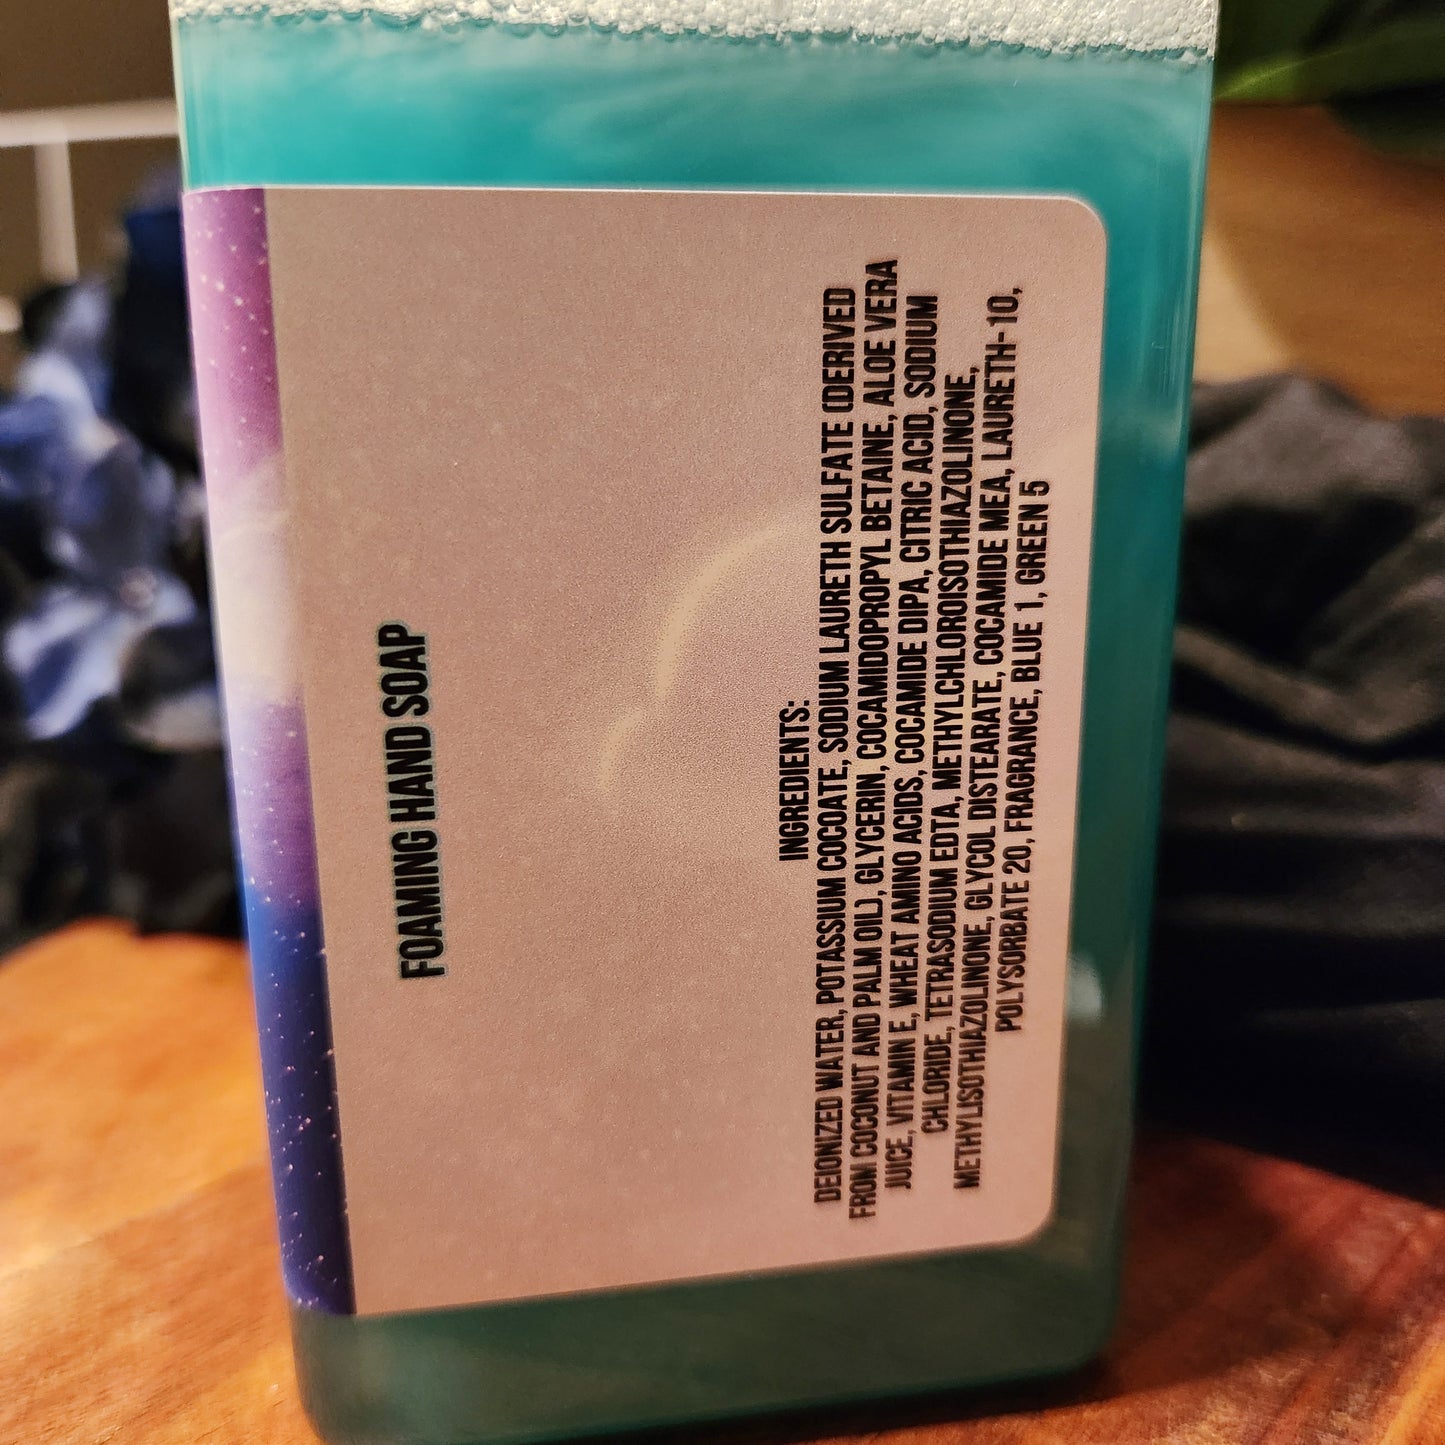 FOAMING HAND SOAP
INGREDIENTS:
DEIONIZED WATER, POTASSIUM COCOATE, SODIUM LAURETH SULFATE (DERIVED
FROM COCONUT AND PALM OIL), GLYCERIN, COCAMIDOPROPYL BETAINE, ALOE VERA
JUICE, VITAMIN E, WHEAT AMINO ACIDS, COCAMIDE DIPA, CITRIC ACID, SODIUM
CHLORIDE, TETRASODIUM EDTA, METHYLCHLOROISOTHIAZOLINONE,
METHYLISOTHIAZOLINONE, GLYCOL DISTEARATE, COCAMIDE MEA, LAURETH-10,
POLYSORBATE 20, FRAGRANCE, BLUE 1, GREEN 5